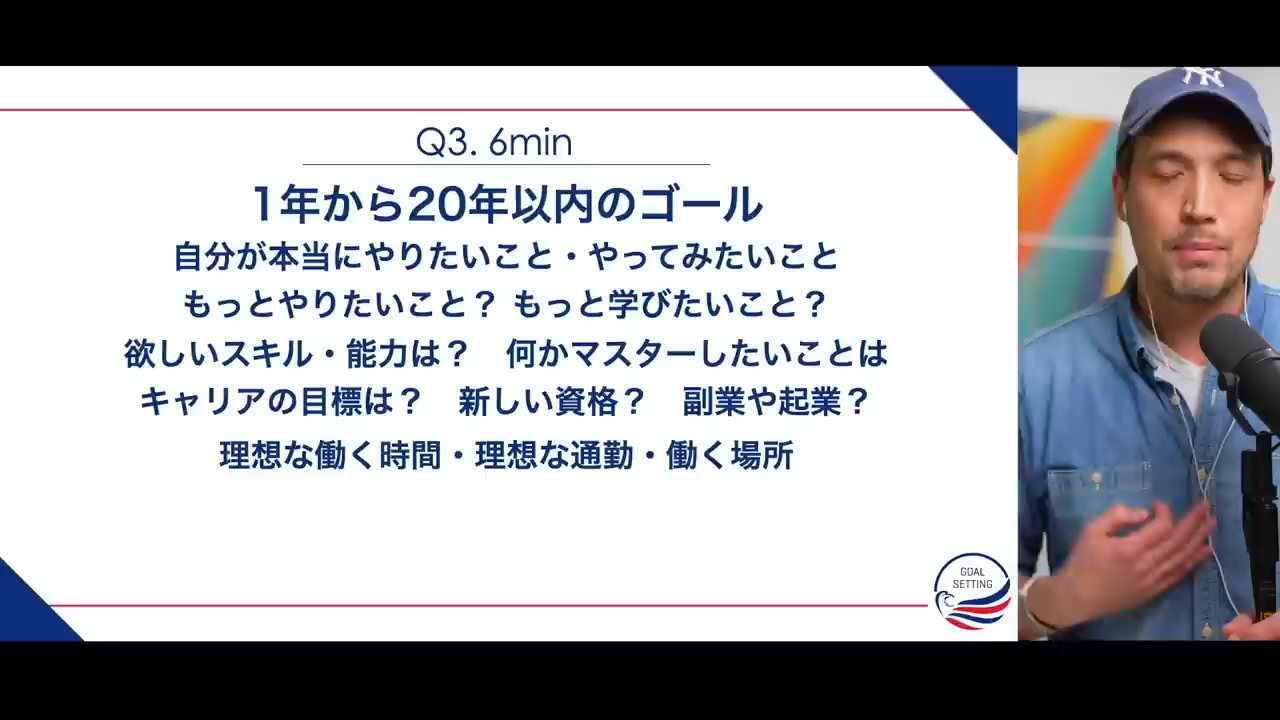 Q3. 6min
1年から20年以内のゴール
自分が本当にやりたいこと・やってみたいこと
もっとやりたいこと？ もっと学びたいこと？
欲しいスキル・能力は？　何かマスターしたいことは
キャリアの目標は？　新しい資格？　副業や起業？
理想な働く時間・理想な通勤・働く場所
GOAL
SETTING
NY